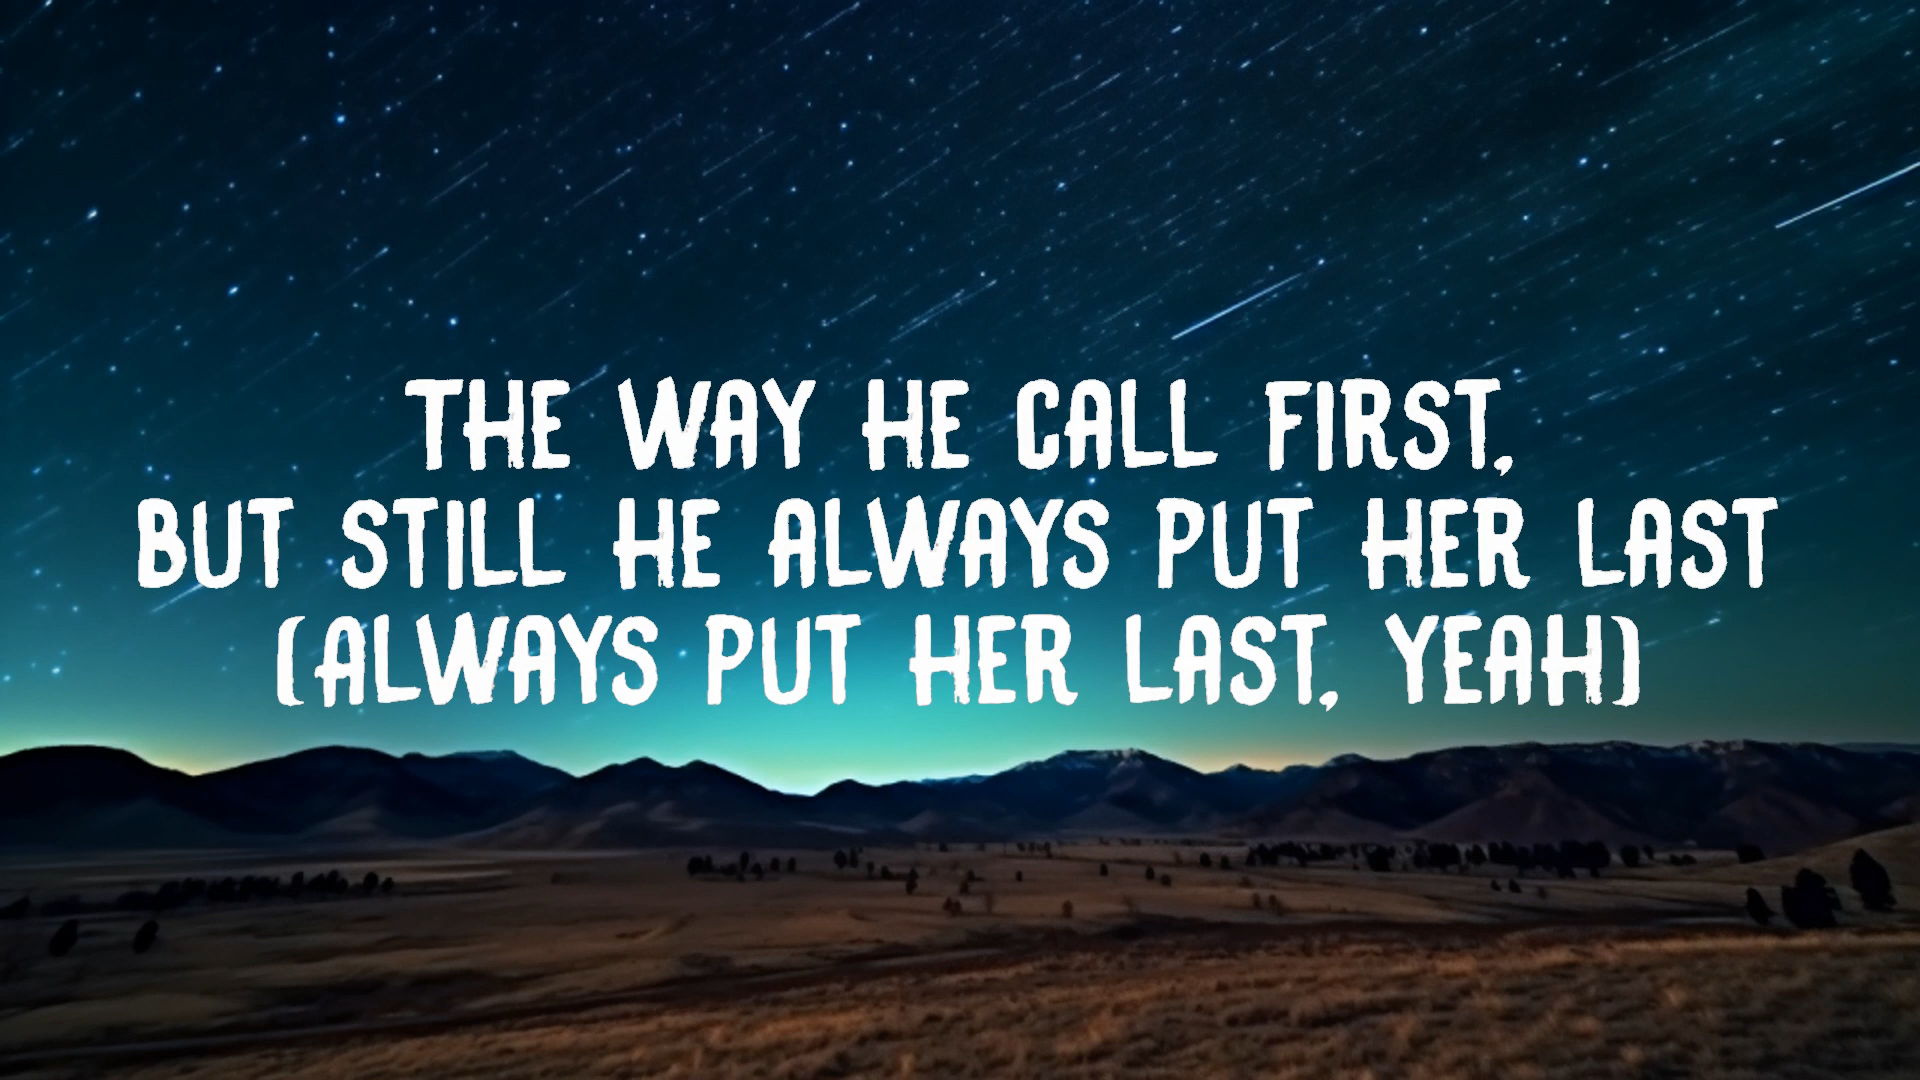 THE WAY HE CALL FIRST,
BUT STILL HE ALWAYS PUT HER LAST
(ALWAYS PUT HER LAST, YEAH)